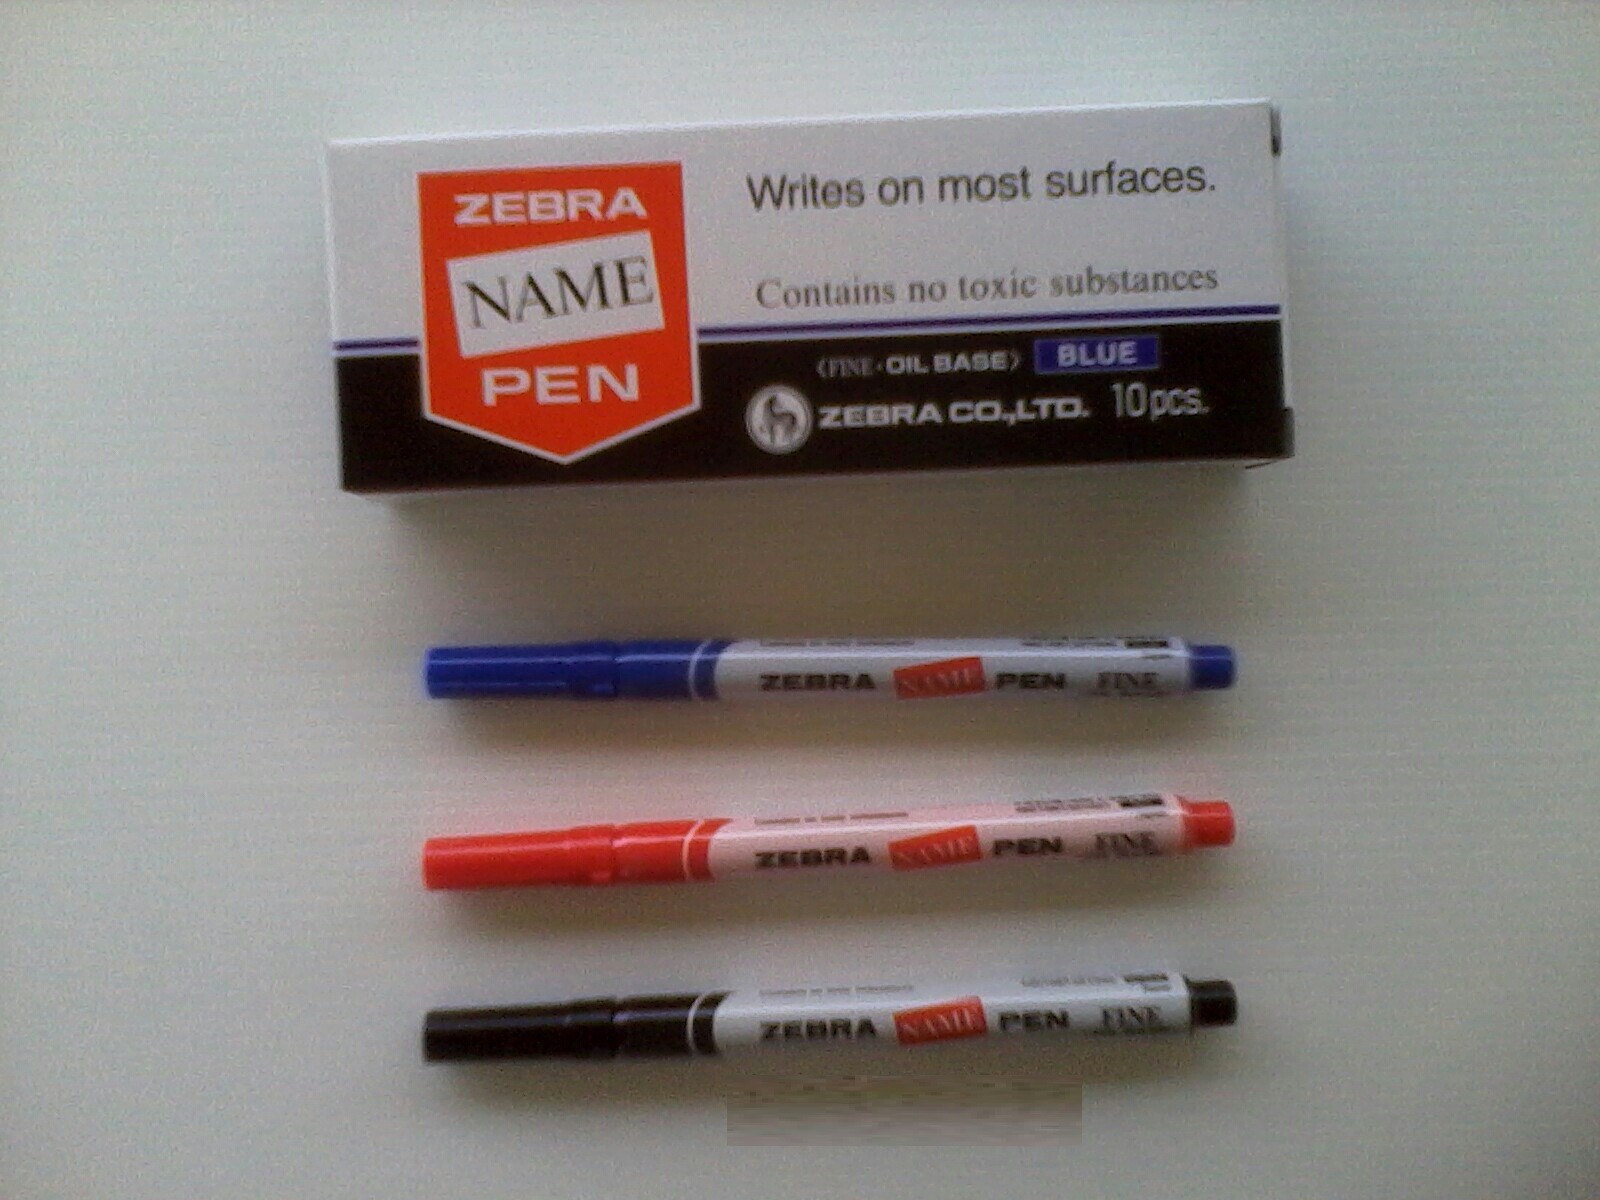 ZEBRA
NAME
PEN
Writes on most surfaces.
Contains no toxic substances
〈FINE·OIL BASE〉 BLUE
ZEBRA CO.,LTD. 10pcs.
ZEBRA NAME PEN FINE
ZEBRA NAME PEN FINE
ZEBRA NAME PEN FINE